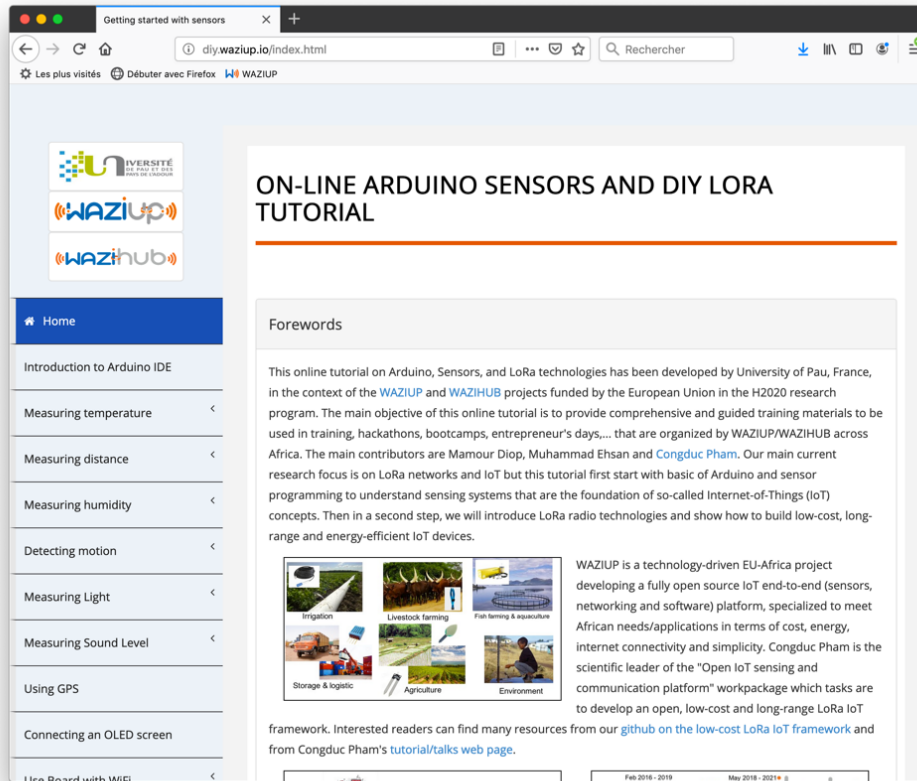 Getting started with sensors
diy.waziup.io/index.html
Rechercher
Les plus visités
Débuter avec Firefox
WAZIUP
UNIVERSITÉ
DE PAU ET DES
PAYS DE L'ADOUR
WAZIUP
WAZIHUB
Home
Introduction to Arduino IDE
Measuring temperature
Measuring distance
Measuring humidity
Detecting motion
Measuring Light
Measuring Sound Level
Using GPS
Connecting an OLED screen
Use Board with WiFi
ON-LINE ARDUINO SENSORS AND DIY LORA
TUTORIAL
Forewords
This online tutorial on Arduino, Sensors, and LoRa technologies has been developed by University of Pau, France,
in the context of the WAZIUP and WAZIHUB projects funded by the European Union in the H2020 research
program. The main objective of this online tutorial is to provide comprehensive and guided training materials to be
used in training, hackathons, bootcamps, entrepreneur's days,... that are organized by WAZIUP/WAZIHUB across
Africa. The main contributors are Mamour Diop, Muhammad Ehsan and Congduc Pham. Our main current
research focus is on LoRa networks and IoT but this tutorial first start with basic of Arduino and sensor
programming to understand sensing systems that are the foundation of so-called Internet-of-Things (IoT)
concepts. Then in a second step, we will introduce LoRa radio technologies and show how to build low-cost, long-
range and energy-efficient IoT devices.
Irrigation
Livestock farming
Fish farming & aquaculture
Storage & logistic
Agriculture
Environment
WAZIUP is a technology-driven EU-Africa project
developing a fully open source IoT end-to-end (sensors,
networking and software) platform, specialized to meet
African needs/applications in terms of cost, energy,
internet connectivity and simplicity. Congduc Pham is the
scientific leader of the "Open IoT sensing and
communication platform" workpackage which tasks are
to develop an open, low-cost and long-range LoRa IoT
framework. Interested readers can find many resources from our github on the low-cost LoRa IoT framework and
from Congduc Pham's tutorial/talks web page.
Feb 2016 - 2019
May 2018 - 2021